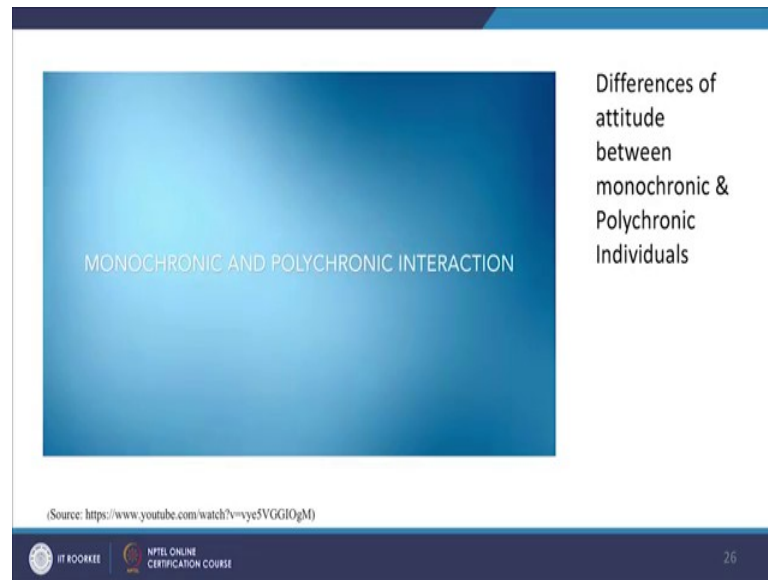 MONOCHRONIC AND POLYCHRONIC INTERACTION
Differences of
attitude
between
monochronic &
Polychronic
Individuals
(Source: https://www.youtube.com/watch?v=vye5VGGIOgM)
IIT ROORKEE
NPTEL ONLINE
CERTIFICATION COURSE
26